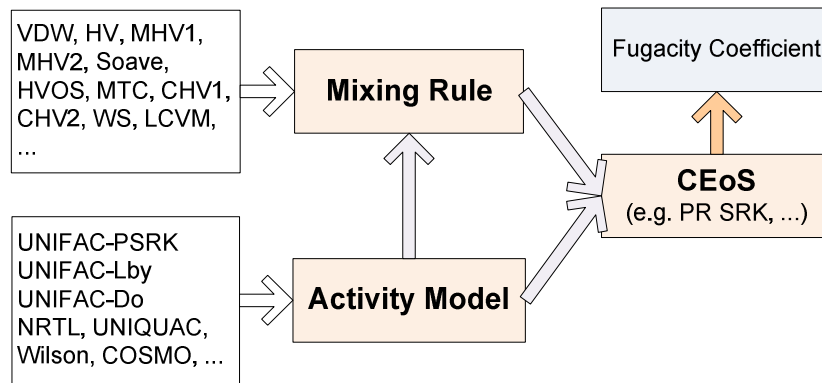 VDW, HV, MHV1,
MHV2, Soave,
HVOS, MTC, CHV1,
CHV2, WS, LCVM,
...
Mixing Rule
Fugacity Coefficient
CEoS
(e.g. PR SRK, ...)
UNIFAC-PSRK
UNIFAC-Lby
UNIFAC-Do
NRTL, UNIQUAC,
Wilson, COSMO, ...
Activity Model